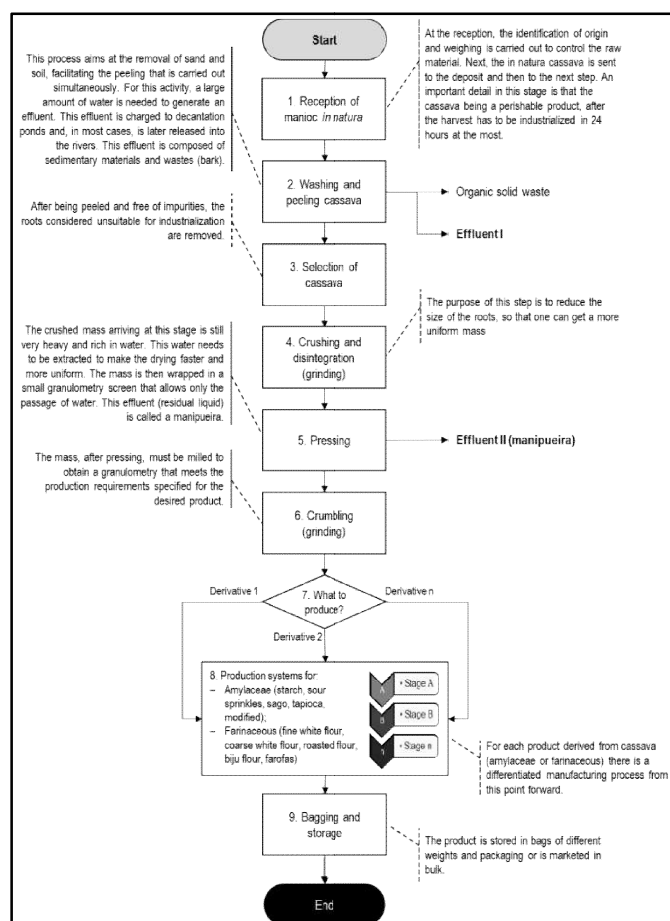 Start
At the reception, the identification of origin
and weighing is carried out to control the raw
material. Next, the in natura cassava is sent
to the deposit and then to the next step. An
important detail in this stage is that the
cassava being a perishable product, after
the harvest has to be industrialized in 24
hours at the most.
This process aims at the removal of sand and
soil, facilitating the peeling that is carried out
simultaneously. For this activity, a large
amount of water is needed to generate an
effluent. This effluent is charged to decantation
ponds and, in most cases, is later released into
the rivers. This effluent is composed of
sedimentary materials and wastes (bark).
1 Reception of
manioc in natura
2. Washing and
peeling cassava
Organic solid waste
Effluent I
After being peeled and free of impurities, the
roots considered unsuitable for industrialization
are removed.
3. Selection of
cassava
The purpose of this step is to reduce the
size of the roots, so that one can get a more
uniform mass
4. Crushing and
disintegration
(grinding)
The crushed mass arriving at this stage is still
very heavy and rich in water. This water needs
to be extracted to make the drying faster and
more uniform. The mass is then wrapped in a
small granulometry screen that allows only the
passage of water. This effluent (residual liquid)
is called a manipueira.
5. Pressing
Effluent II (manipueira)
The mass, after pressing, must be milled to
obtain a granulometry that meets the
production requirements specified for the
desired product.
6. Crumbling
(grinding)
Derivative 1
7. What to
produce?
Derivative n
Derivative 2
8. Production systems for:
– Amylaceae (starch, sour
sprinkles, sago, tapioca,
modified);
– Farinaceous (fine white flour,
coarse white flour, roasted flour,
biju flour, farofas)
A • Stage A
B • Stage B
n • Stage n
For each product derived from cassava
(amylaceae or farinaceous) there is a
differentiated manufacturing process from
this point forward.
9. Bagging and
storage
The product is stored in bags of different
weights and packaging or is marketed in
bulk.
End